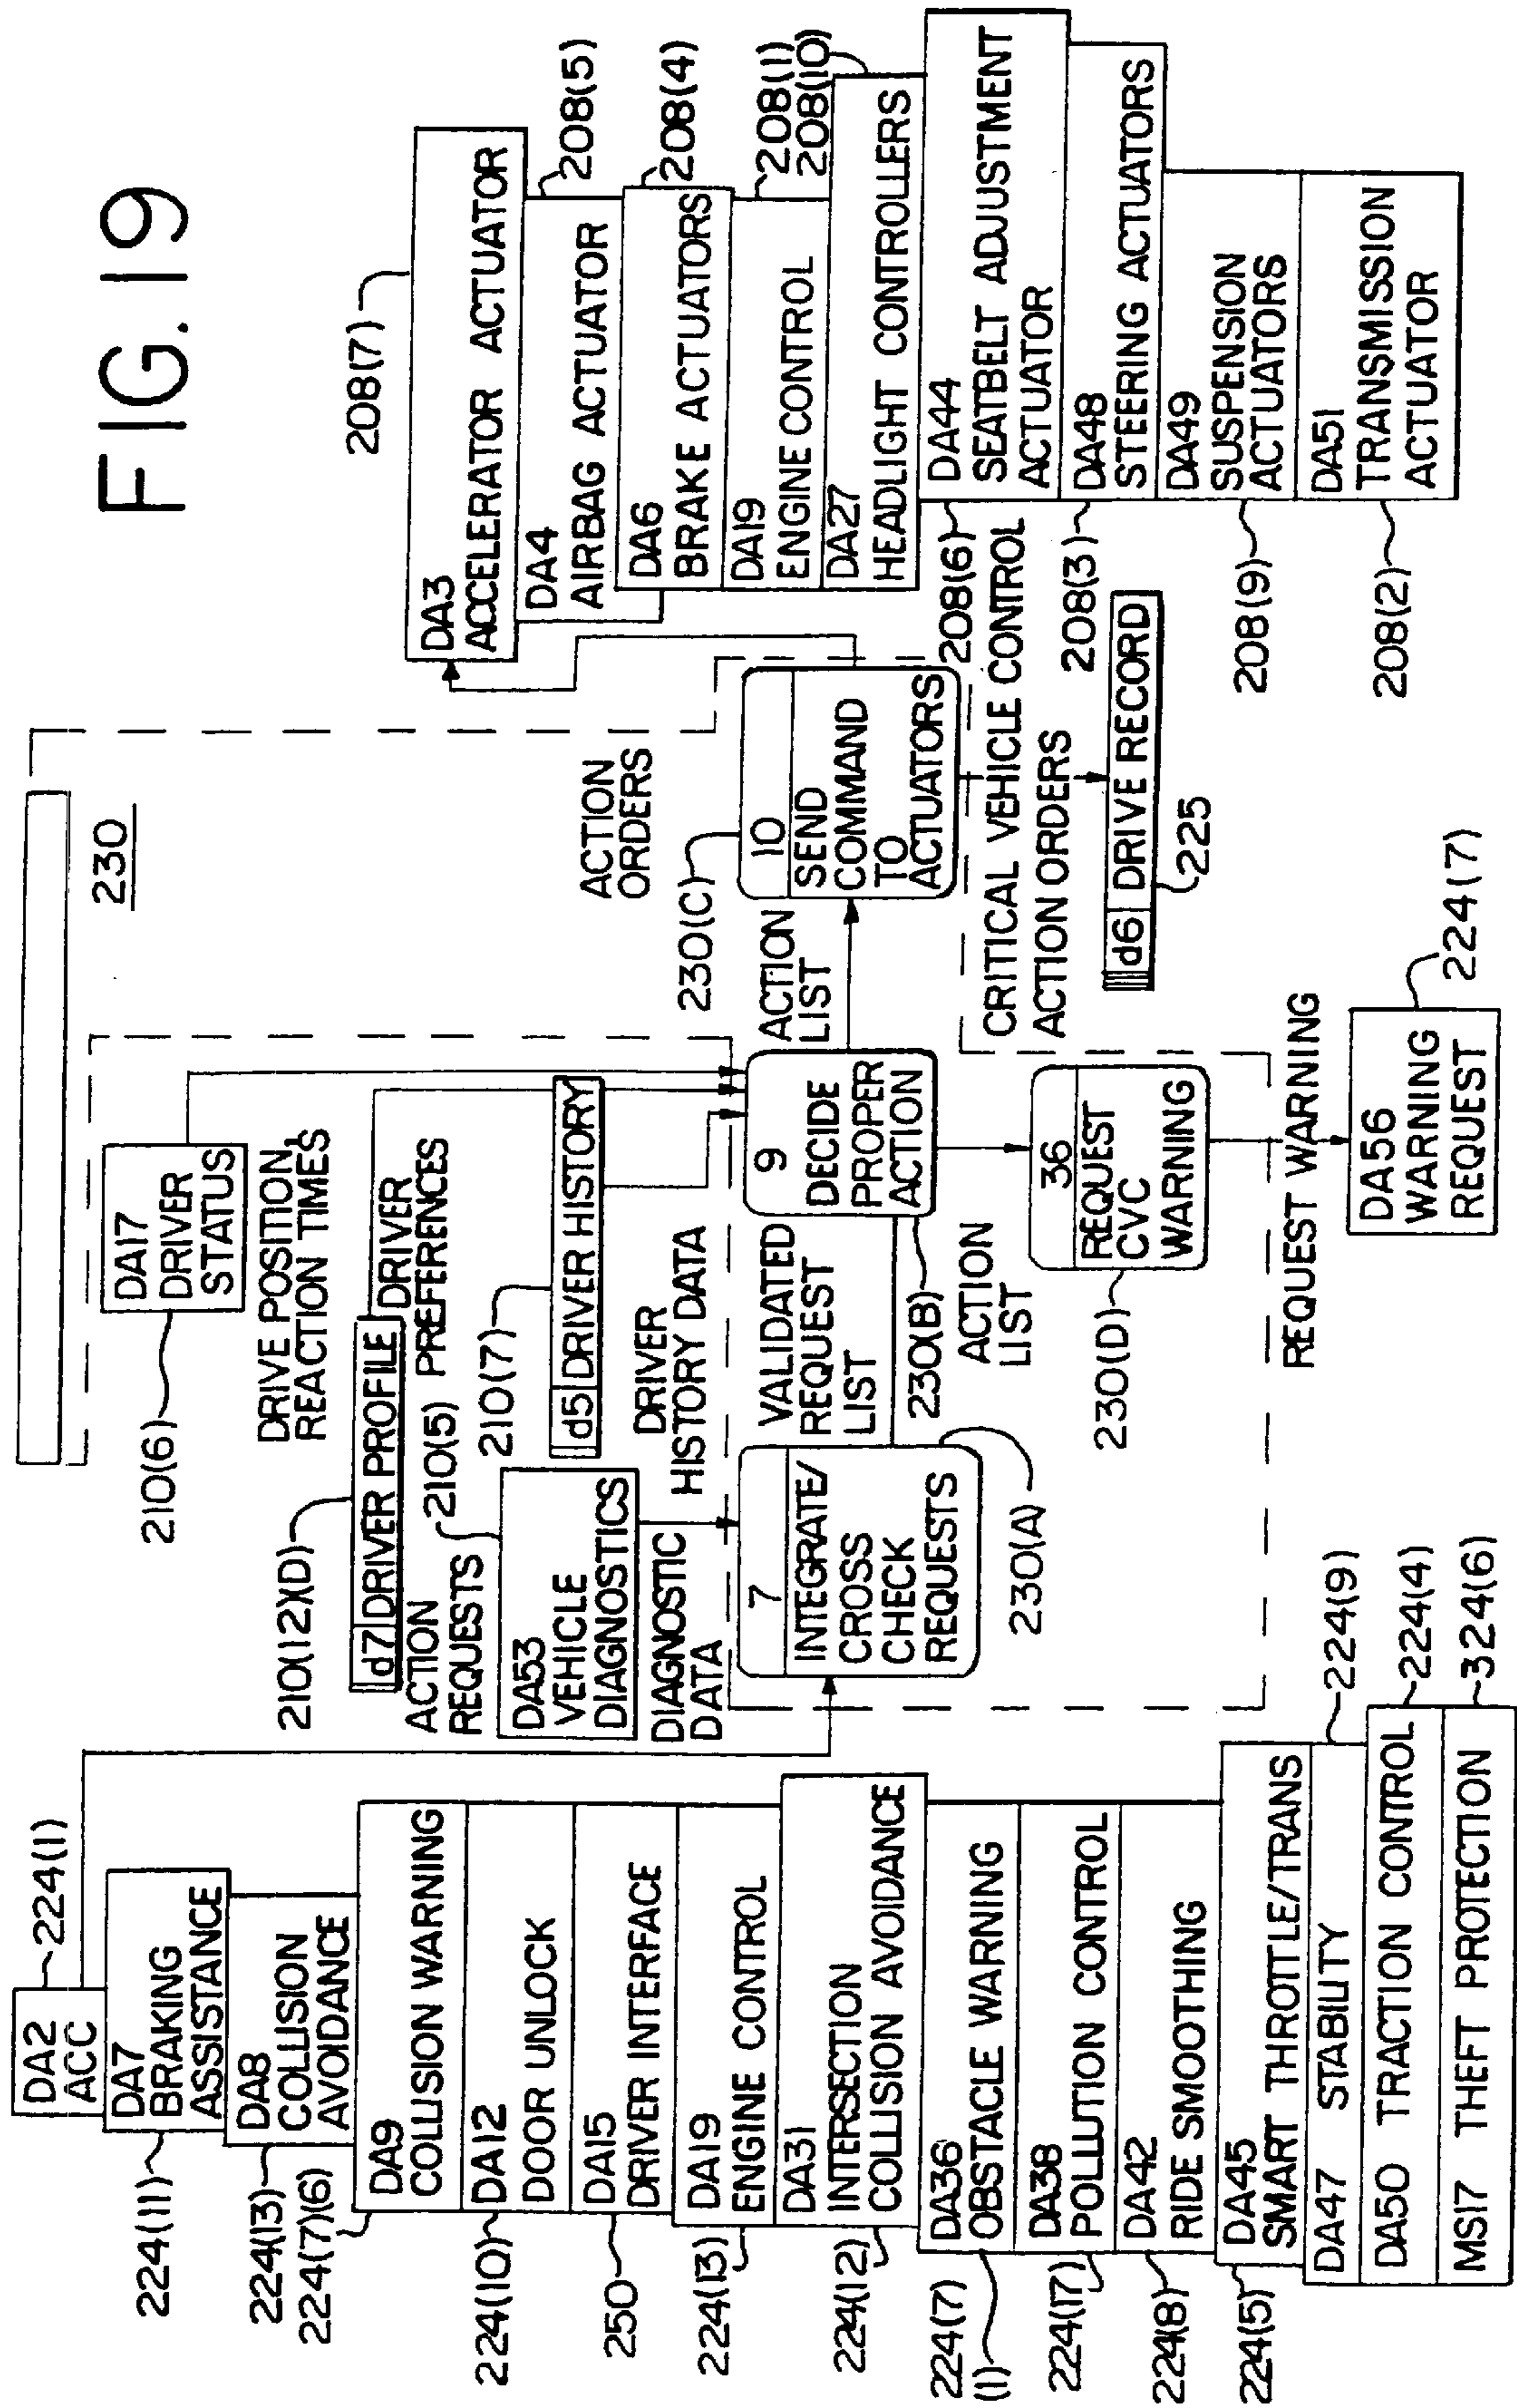 FIG. 19
230
DA2
ACC
224(1)
DA7
BRAKING
ASSISTANCE
224(11)
DA8
COLLISION
AVOIDANCE
224(13)
224(7)(6)
DA9
COLLISION WARNING
DA12
DOOR UNLOCK
224(10)
DA15
DRIVER INTERFACE
250
DA19
ENGINE CONTROL
224(13)
DA31
INTERSECTION
COLLISION AVOIDANCE
224(12)
DA36
OBSTACLE WARNING
224(7)
(1)
DA38
POLLUTION CONTROL
224(17)
DA42
RIDE SMOOTHING
224(8)
DA45
SMART THROTTLE/TRANS
224(5)
DA47 STABILITY
224(9)
DA50 TRACTION CONTROL
224(4)
MS17 THEFT PROTECTION
324(6)
DA17
DRIVER
STATUS
210(6)
DRIVE POSITION,
REACTION TIMES
210(12)(D)
d7 DRIVER PROFILE
DRIVER
PREFERENCES
ACTION
REQUESTS
210(5)
DA53
VEHICLE
DIAGNOSTICS
210(7)
d5 DRIVER HISTORY
DRIVER
HISTORY DATA
DIAGNOSTIC
DATA
7
INTEGRATE/
CROSS
CHECK
REQUESTS
230(A)
VALIDATED
REQUEST
LIST
9
DECIDE
PROPER
ACTION
230(B)
ACTION
LIST
ACTION
LIST
36
REQUEST
CVC
WARNING
230(D)
REQUEST WARNING
DA56
WARNING
REQUEST
224(7)
ACTION
ORDERS
230(C)
10
SEND
COMMAND
TO
ACTUATORS
CRITICAL VEHICLE CONTROL
ACTION ORDERS
d6 DRIVE RECORD
225
208(7)
DA3
ACCELERATOR ACTUATOR
DA4
AIRBAG ACTUATOR
208(5)
DA6
BRAKE ACTUATORS
208(4)
DA19
ENGINE CONTROL
208(1)
208(10)
DA27
HEADLIGHT CONTROLLERS
DA44
SEATBELT ADJUSTMENT
ACTUATOR
208(6)
DA48
STEERING ACTUATORS
208(3)
DA49
SUSPENSION
ACTUATORS
208(9)
DA51
TRANSMISSION
ACTUATOR
208(2)